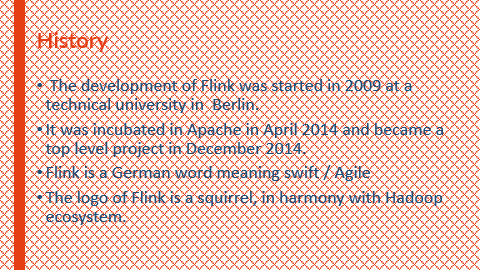 History
• The development of Flink was started in 2009 at a
technical university in Berlin.
• It was incubated in Apache in April 2014 and became a
top level project in December 2014.
• Flink is a German word meaning swift / Agile
• The logo of Flink is a squirrel, in harmony with Hadoop
ecosystem.